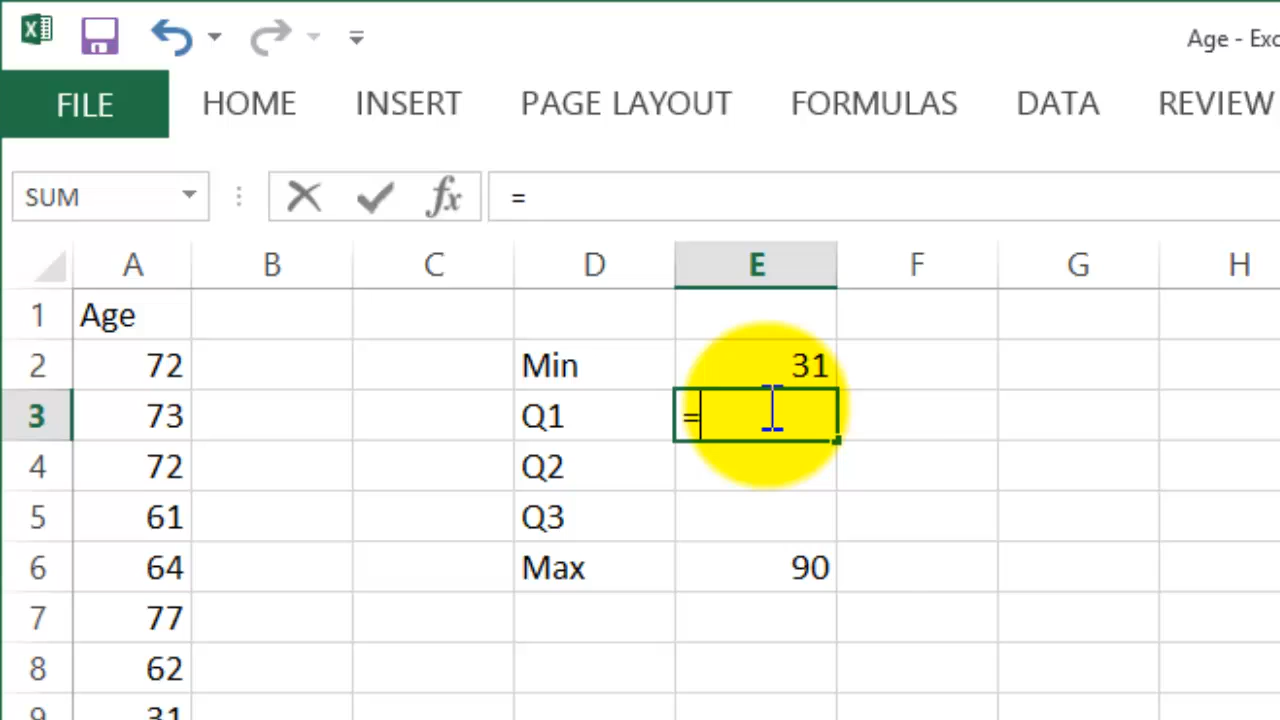 Age - Exc
FILE HOME INSERT PAGE LAYOUT FORMULAS DATA REVIEW
SUM fx =
A B C D E F G H
1 Age
2 72 Min 31
3 73 Q1 =
4 72 Q2
5 61 Q3
6 64 Max 90
7 77
8 62
9 31